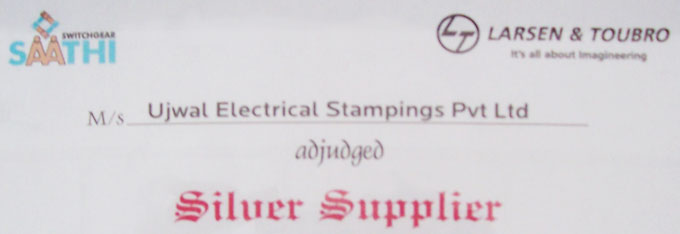 SWITCHGEAR
SAATHI
LARSEN & TOUBRO
It's all about Imagineering
M/s Ujwal Electrical Stampings Pvt Ltd
adjudged
Silver Supplier